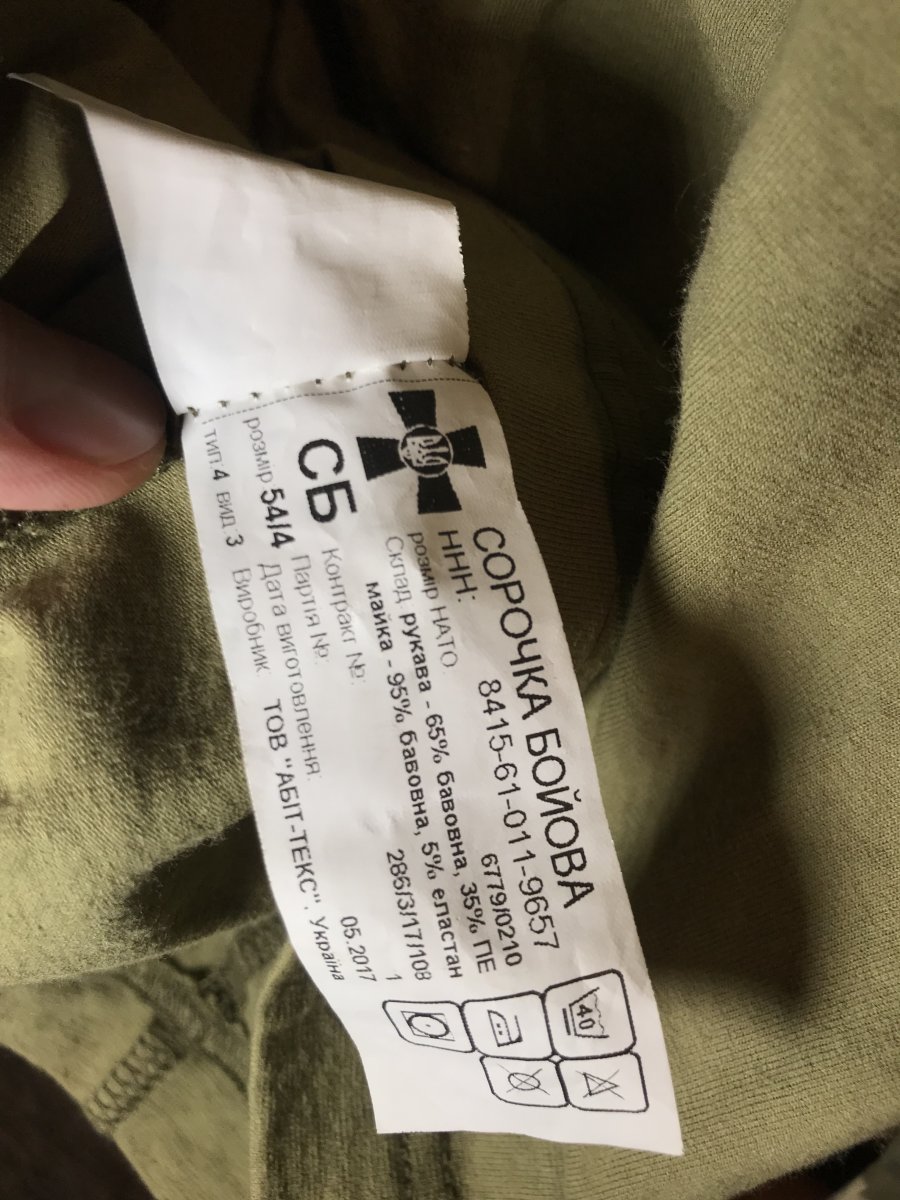 СОРОЧКА БОЙОВА
ННН: 8415-61-011-9657
розмір НАТО 6779/0210
Склад рукава - 65% бавовна, 35% ПЕ
майка - 95% бавовна, 5% еластан
Контракт №: 286/3/17/108
Партія №: 1
Дата виготовлення: 05.2017
Виробник: ТОВ "АБІТ-ТЕКС", Україна
СБ
розмір 54/4
тип.4 вид.3
40